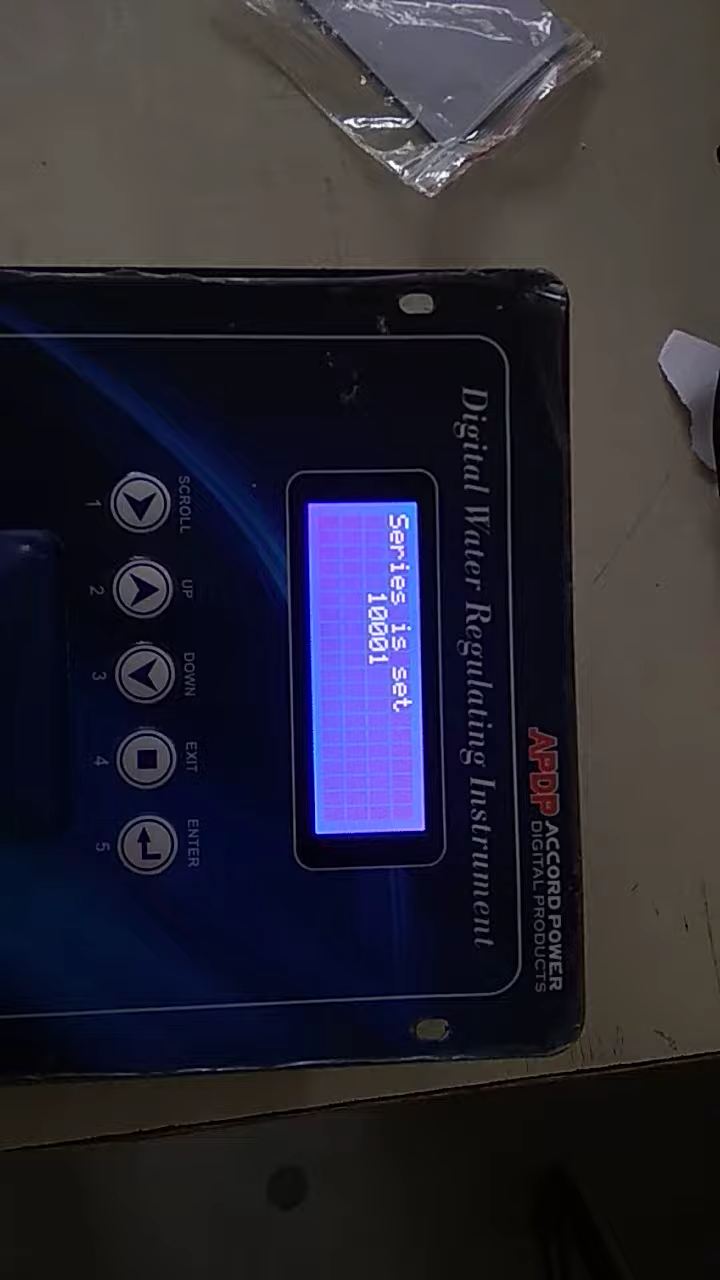 APDP ACCORD POWER
DIGITAL PRODUCTS
Digital Water Regulating Instrument
Series is set
10001
SCROLL UP DOWN EXIT ENTER
1 2 3 4 5